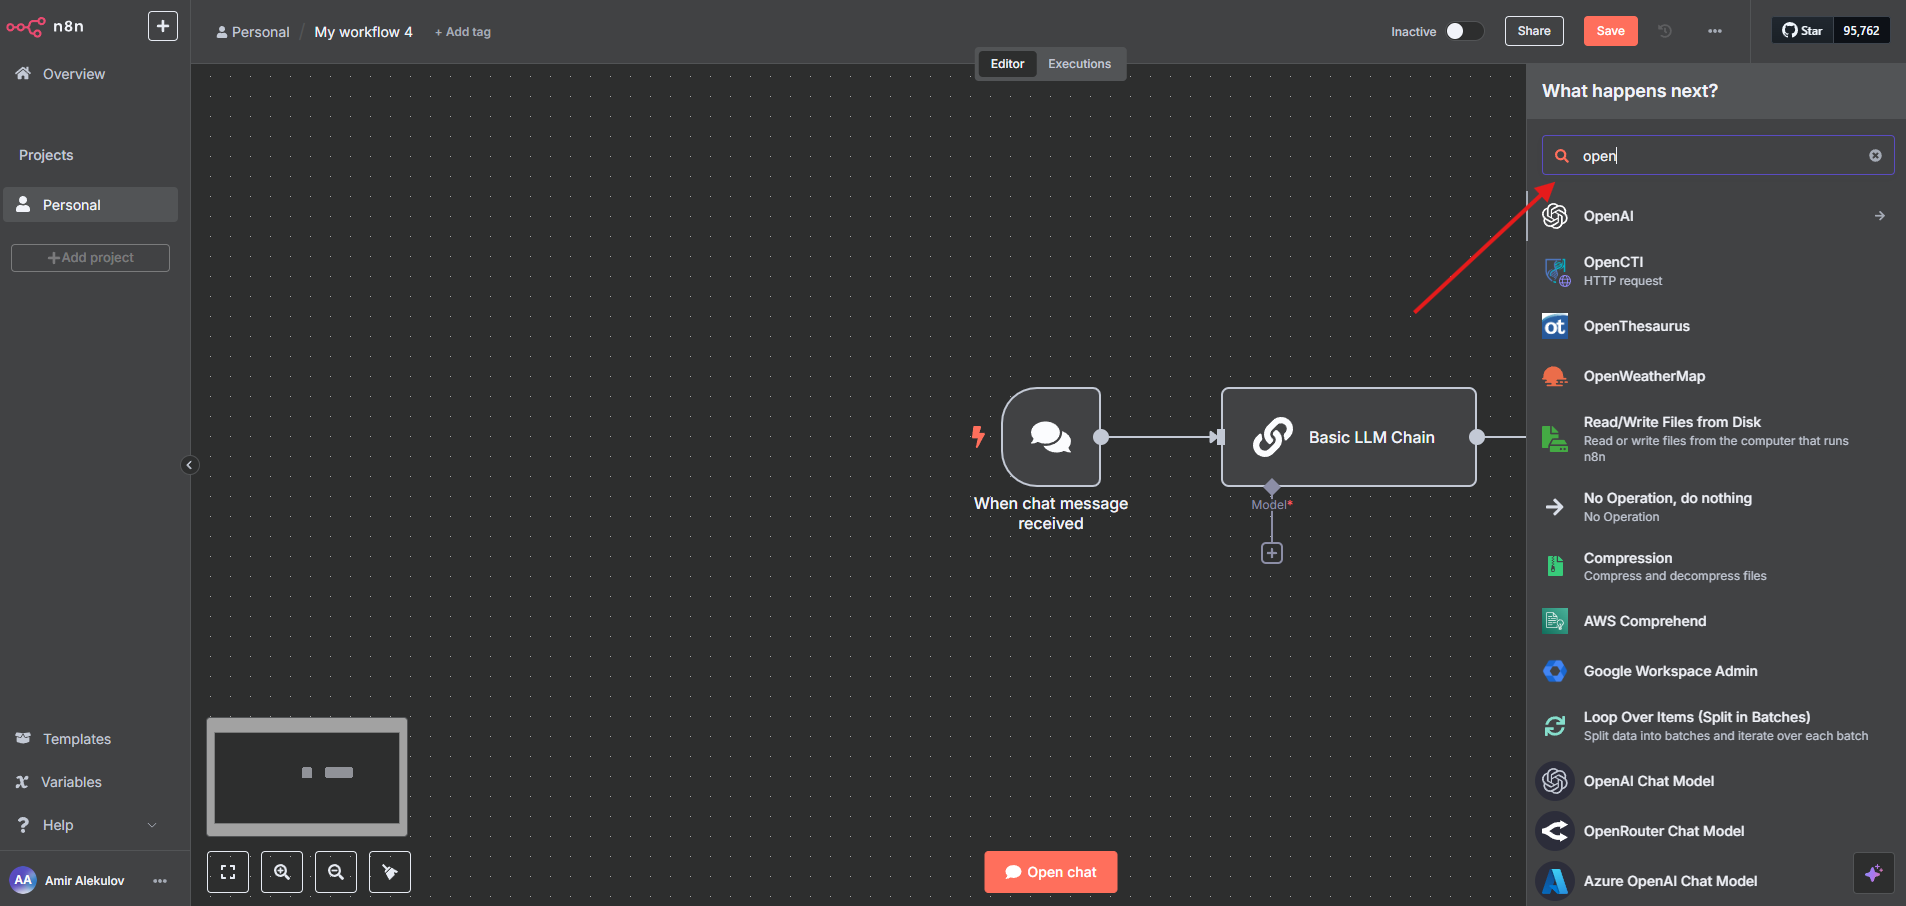 n8n
Overview
Projects
Personal
Add project
Templates
Variables
Help
AA Amir Alekulov
Personal / My workflow 4 + Add tag
Inactive Share Save Star 95,762
Editor Executions
When chat message
received
Basic LLM Chain
Model*
Open chat
What happens next?
open
OpenAI
OpenCTI
HTTP request
ot OpenThesaurus
OpenWeatherMap
Read/Write Files from Disk
Read or write files from the computer that runs
n8n
No Operation, do nothing
No Operation
Compression
Compress and decompress files
AWS Comprehend
Google Workspace Admin
Loop Over Items (Split in Batches)
Split data into batches and iterate over each batch
OpenAI Chat Model
OpenRouter Chat Model
Azure OpenAI Chat Model